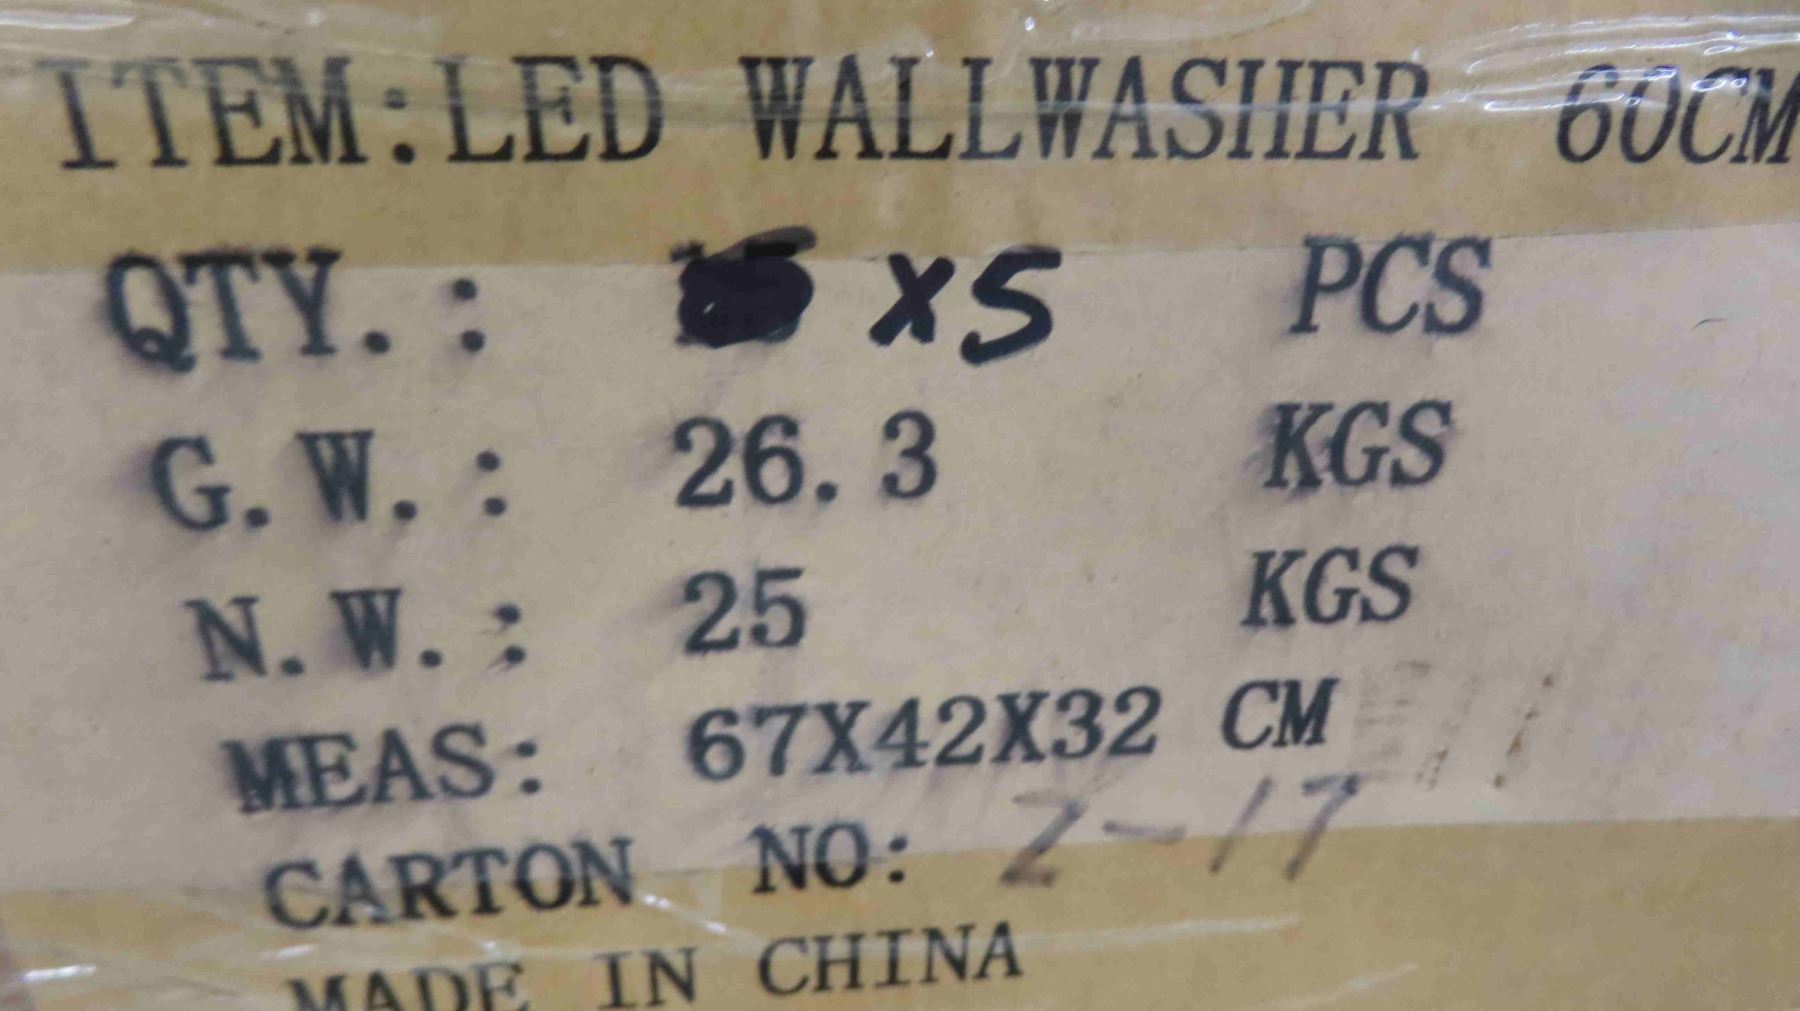 ITEM:LED WALLWASHER 60CM
QTY.: X5 PCS
G.W.: 26.3 KGS
N.W.: 25 KGS
MEAS: 67X42X32 CM
CARTON NO: 2-17
MADE IN CHINA